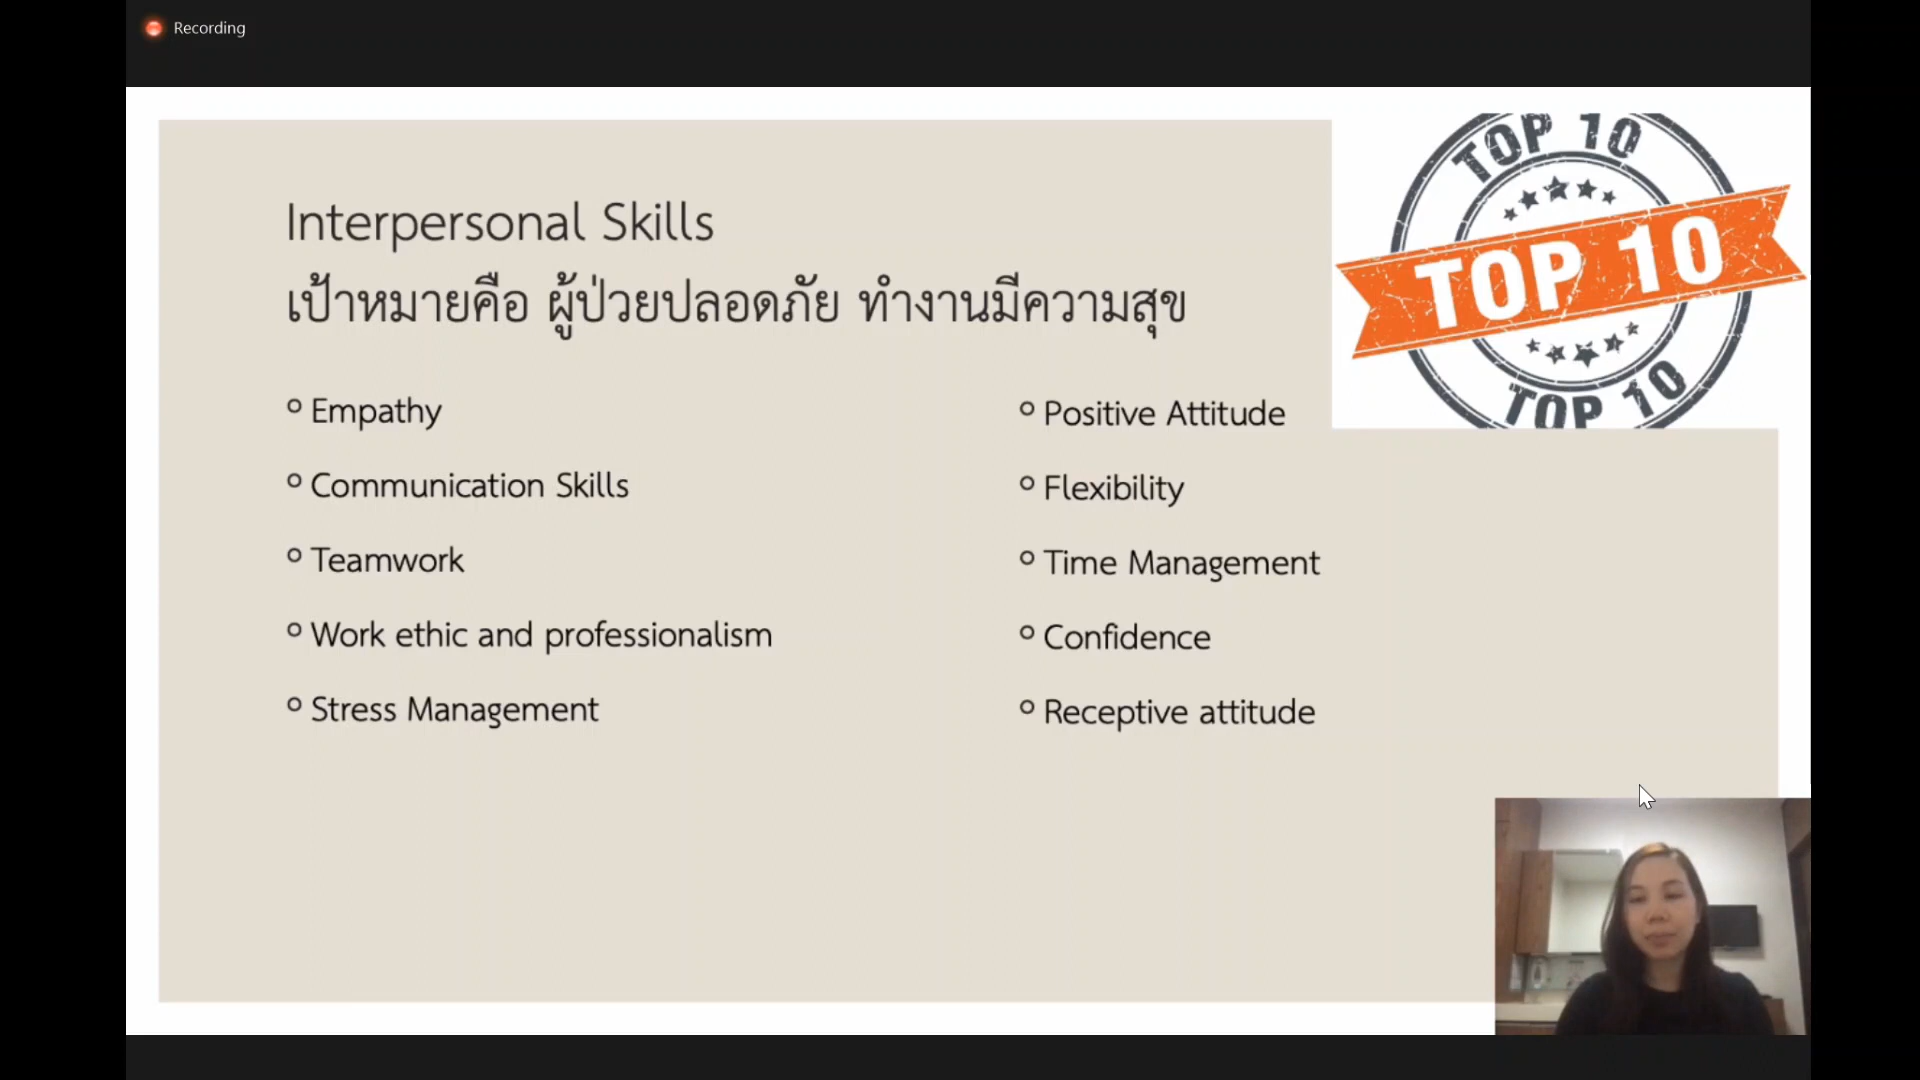 Recording
Interpersonal Skills
เป้าหมายคือ ผู้ป่วยปลอดภัย ทำงานมีความสุข
Empathy
Communication Skills
Teamwork
Work ethic and professionalism
Stress Management
Positive Attitude
Flexibility
Time Management
Confidence
Receptive attitude
TOP 10
TOP 10
TOP 10